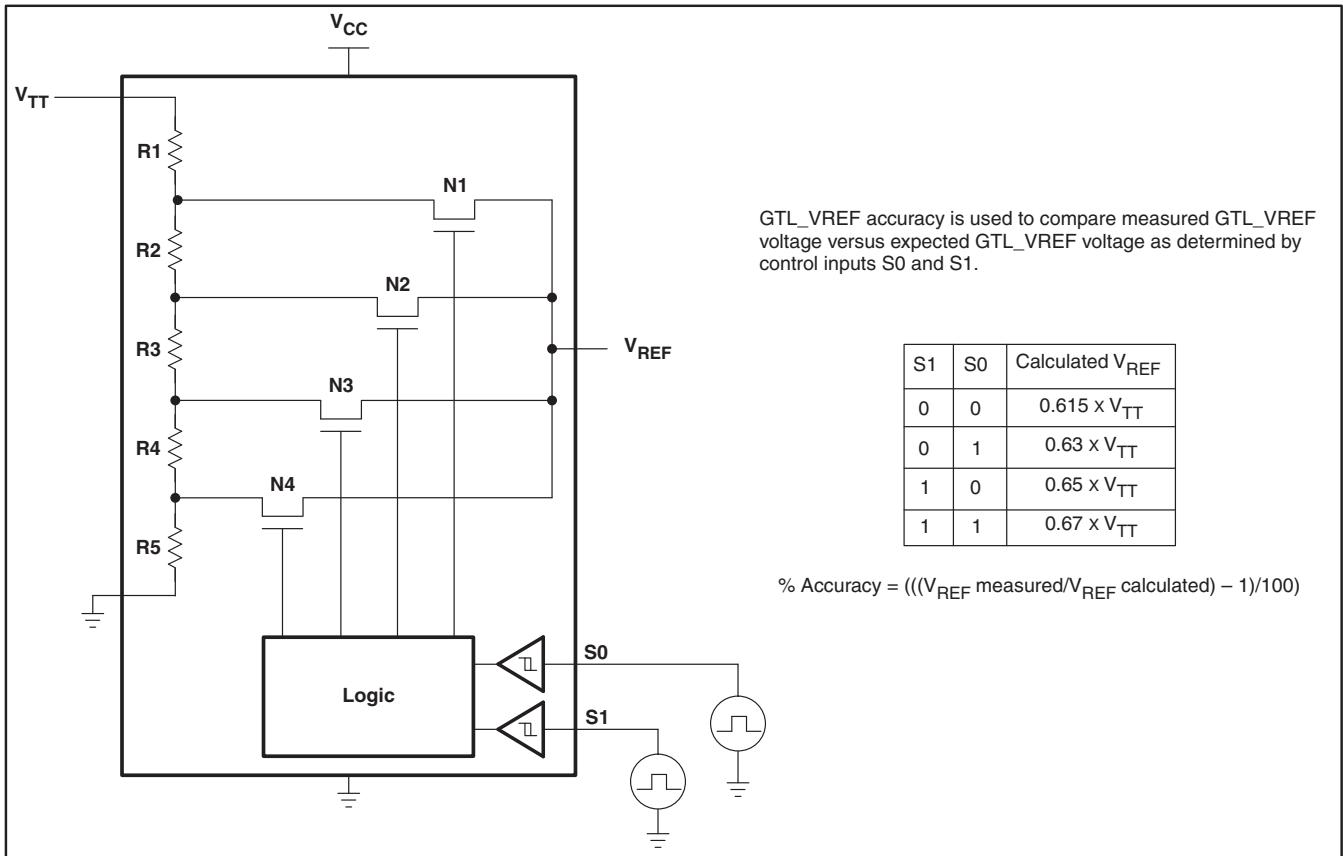 VCC
VTT
R1
N1
R2
N2
R3
VREF
N3
R4
N4
R5
S0
Logic
S1
GTL_VREF accuracy is used to compare measured GTL_VREF
voltage versus expected GTL_VREF voltage as determined by
control inputs S0 and S1.
S1 S0 Calculated VREF
0 0 0.615 x VTT
0 1 0.63 x VTT
1 0 0.65 x VTT
1 1 0.67 x VTT
% Accuracy = (((VREF measured/VREF calculated) – 1)/100)